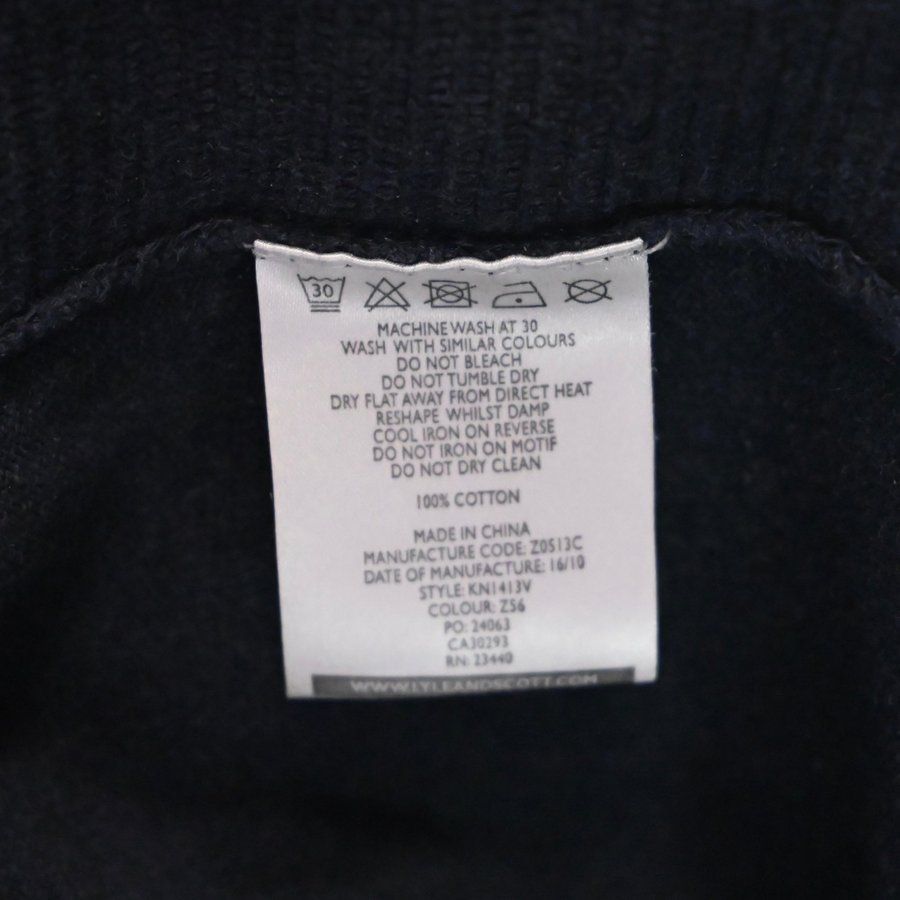 30
MACHINE WASH AT 30
WASH WITH SIMILAR COLOURS
DO NOT BLEACH
DO NOT TUMBLE DRY
DRY FLAT AWAY FROM DIRECT HEAT
RESHAPE WHILST DAMP
COOL IRON ON REVERSE
DO NOT IRON ON MOTIF
DO NOT DRY CLEAN
100% COTTON
MADE IN CHINA
MANUFACTURE CODE: Z0513C
DATE OF MANUFACTURE: 16/10
STYLE: KN1413V
COLOUR: Z56
PO: 24063
CA30293
RN: 23440
WWW.LYLEANDSCOTT.COM